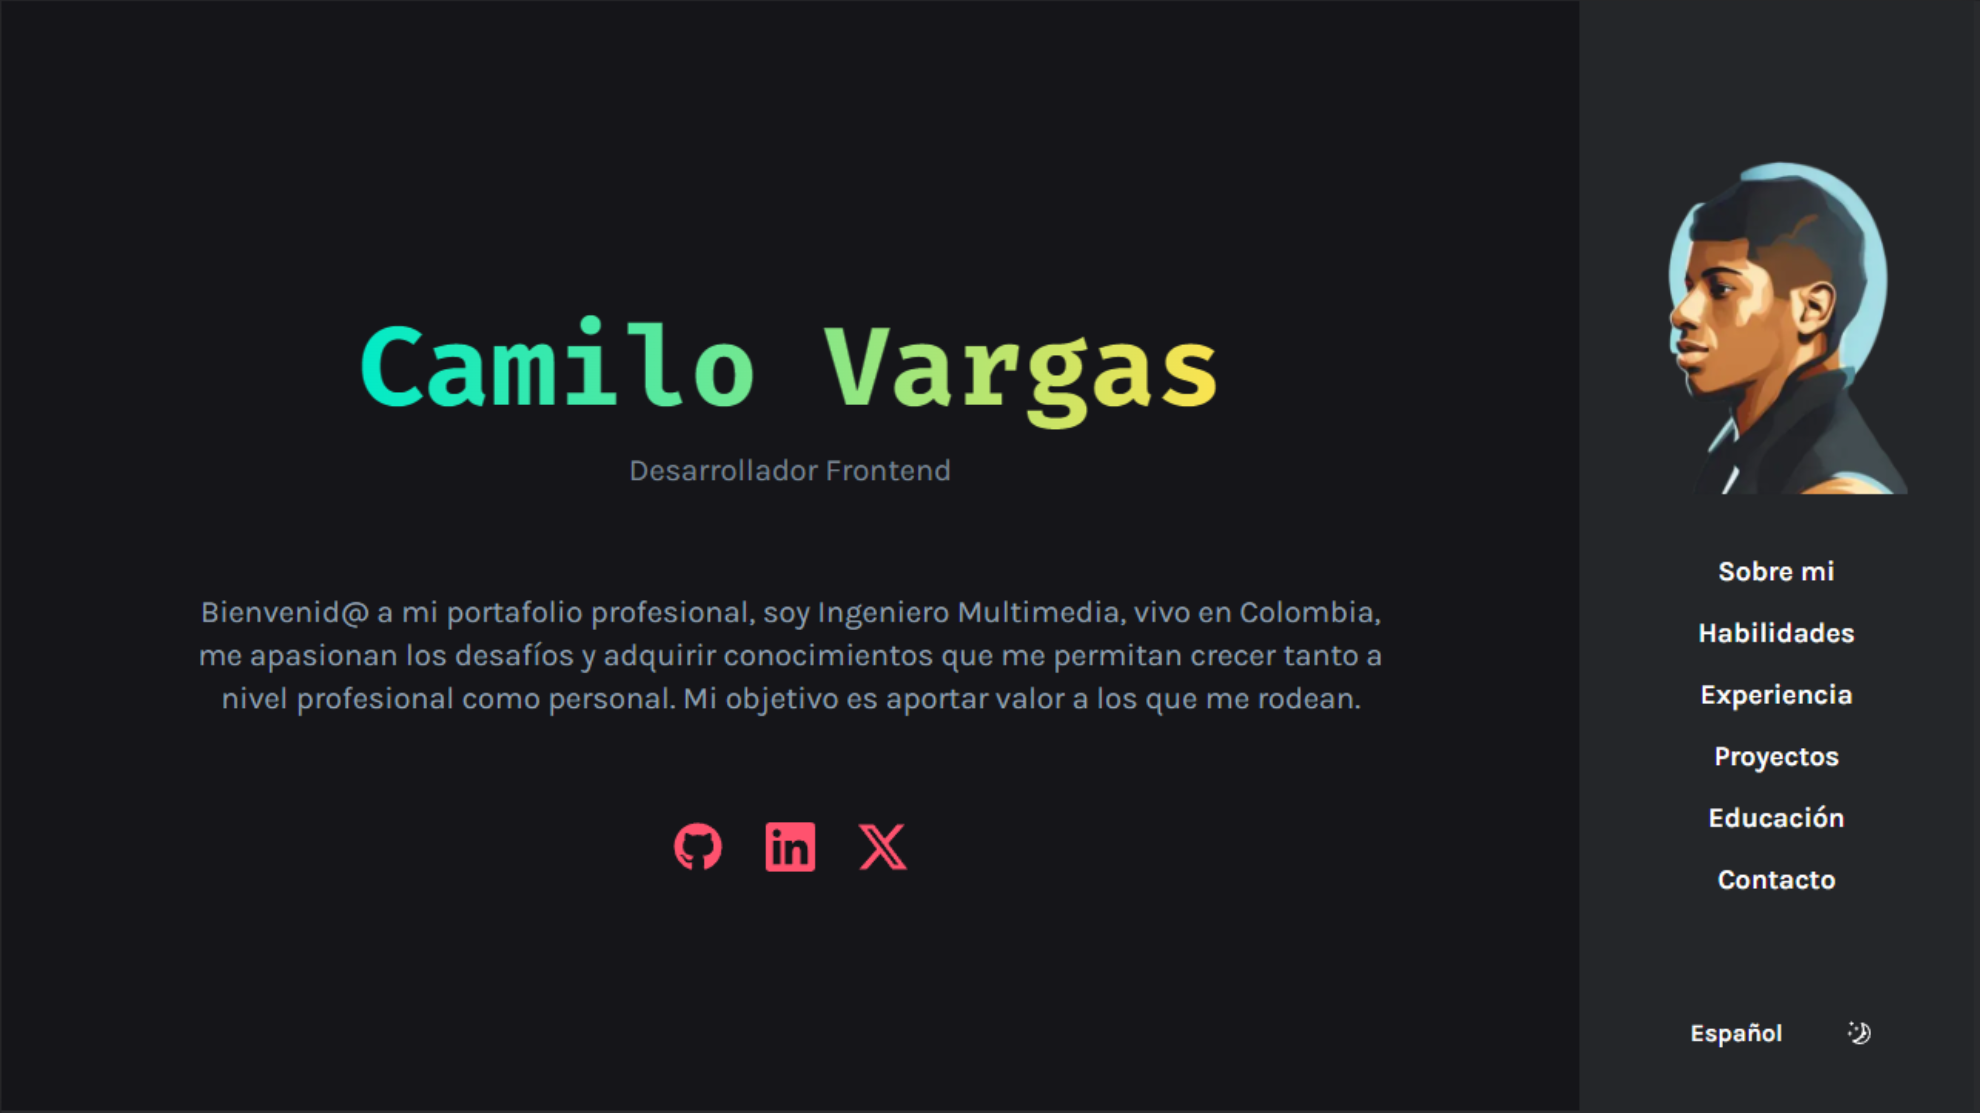 Camilo Vargas
Desarrollador Frontend
Bienvenid@ a mi portafolio profesional, soy Ingeniero Multimedia, vivo en Colombia,
me apasionan los desafíos y adquirir conocimientos que me permitan crecer tanto a
nivel profesional como personal. Mi objetivo es aportar valor a los que me rodean.
Sobre mi
Habilidades
Experiencia
Proyectos
Educación
Contacto
Español